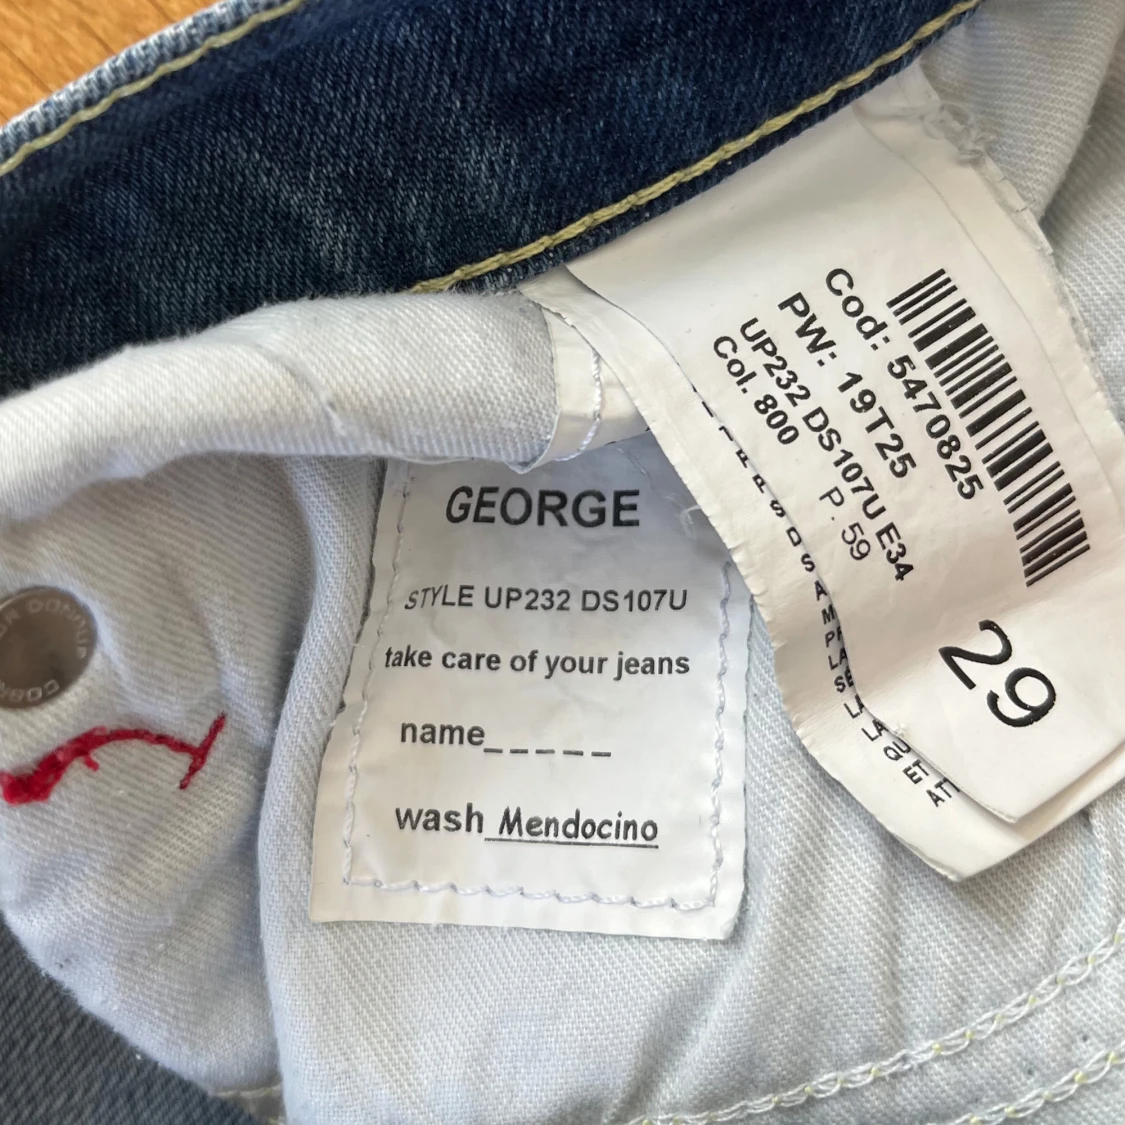 GEORGE
STYLE UP232 DS107U
take care of your jeans
name_____
wash Mendocino
Cod: 5470825
PW: 19T25
UP232 DS107U E34
Col. 800 P. 59
29